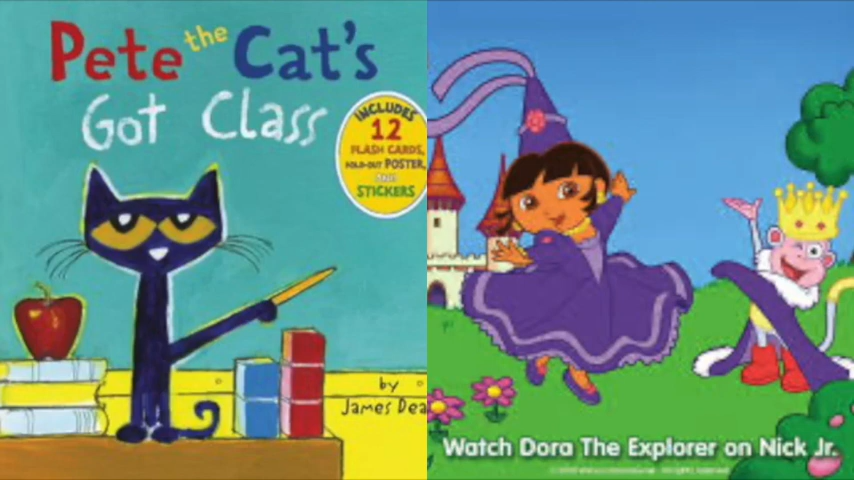 Pete the Cat's
Got Class
INCLUDES
12
FLASH CARDS,
FOLD-OUT POSTER,
STICKERS
by
James Dea
Watch Dora The Explorer on Nick Jr.